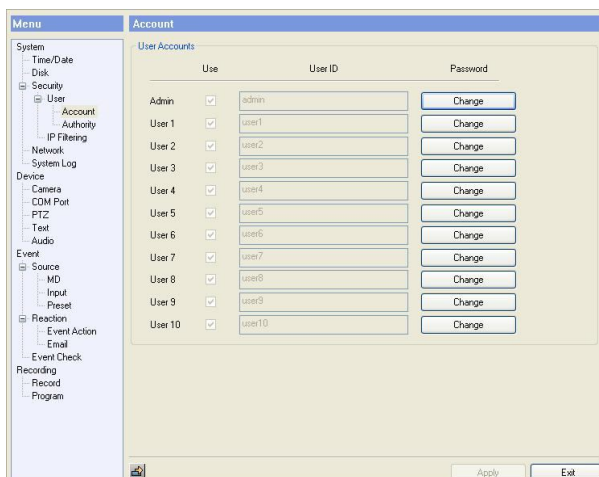 Menu
Account
System
Time/Date
Disk
Security
User
Account
Authority
IP Filtering
Network
System Log
Device
Camera
COM Port
PTZ
Text
Audio
Event
Source
MD
Input
Preset
Reaction
Event Action
Email
Event Check
Recording
Record
Program
User Accounts
Use User ID Password
Admin admin Change
User 1 user1 Change
User 2 user2 Change
User 3 user3 Change
User 4 user4 Change
User 5 user5 Change
User 6 user6 Change
User 7 user7 Change
User 8 user8 Change
User 9 user9 Change
User 10 user10 Change
Apply Exit